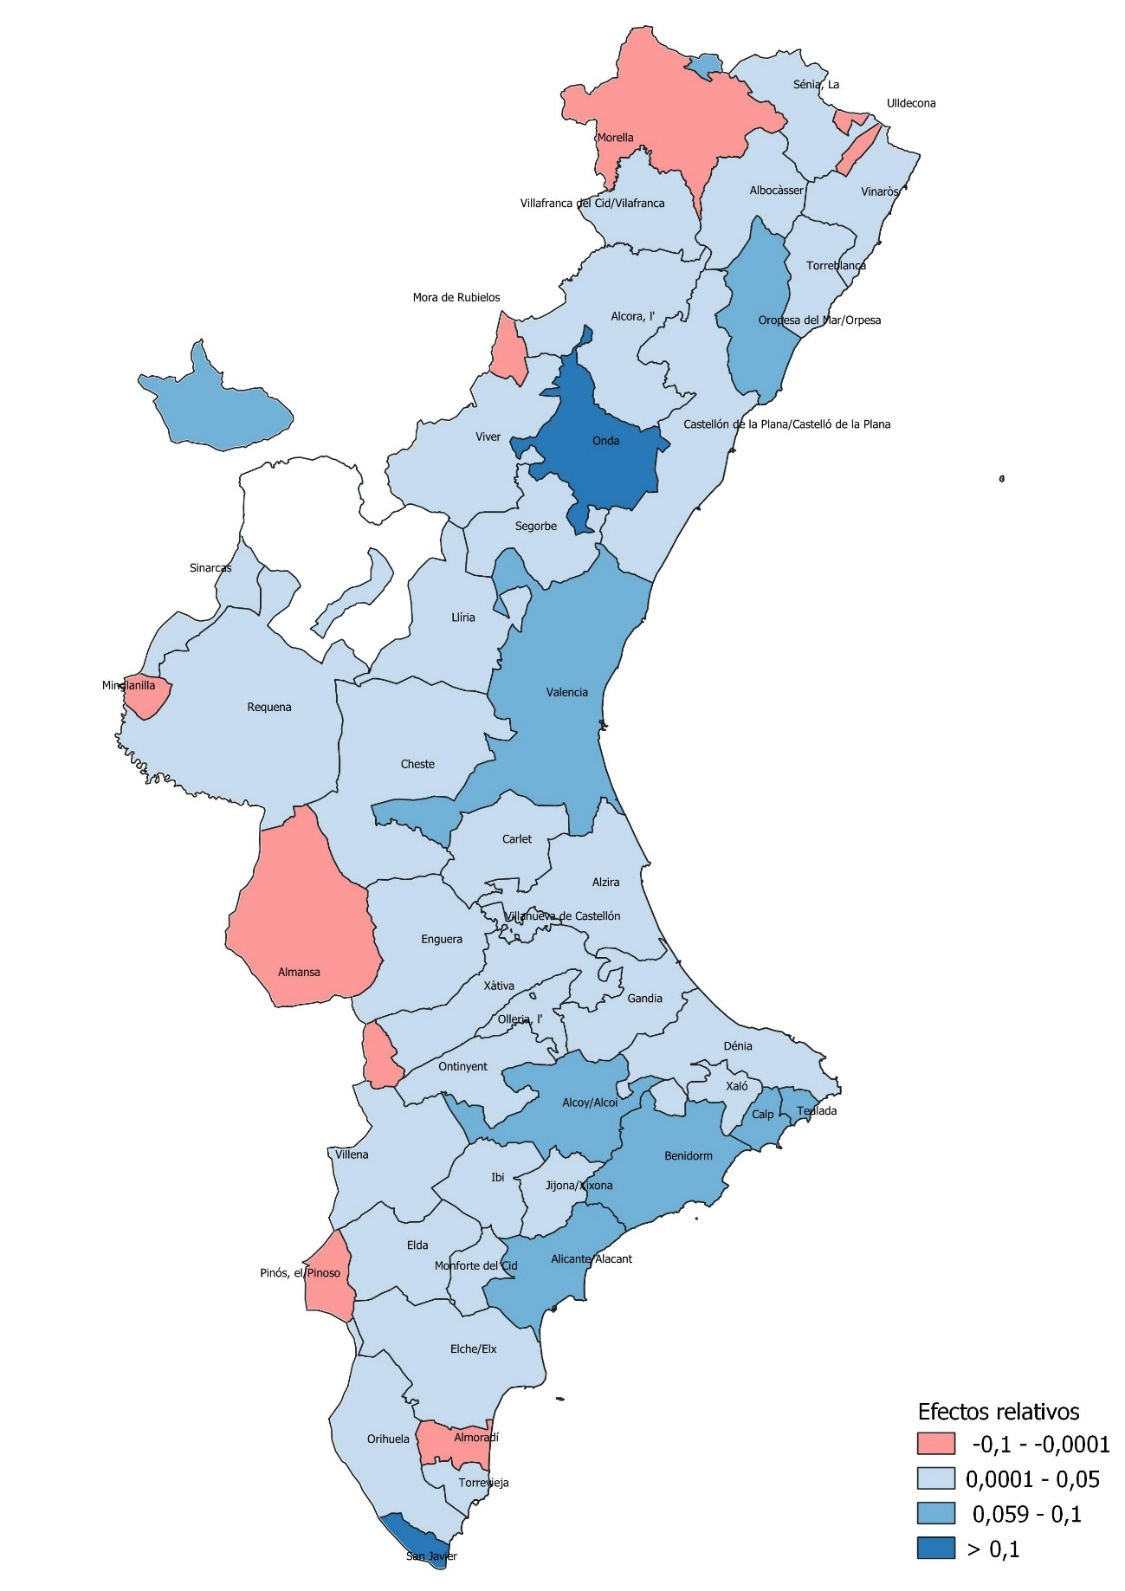 Sénia, La
Ulldecona
Morella
Albocàsser
Vinaròs
Villafranca del Cid/Vilafranca
Torreblanca
Mora de Rubielos
Alcora, l'
Oropesa del Mar/Orpesa
Castellón de la Plana/Castelló de la Plana
Viver
Onda
Segorbe
Sinarcas
Llíria
Minglanilla
Valencia
Requena
Cheste
Carlet
Alzira
Villanueva de Castellón
Enguera
Almansa
Xàtiva
Gandia
Olleria, l'
Dénia
Ontinyent
Xaló
Alcoy/Alcoi
Calp
Teulada
Villena
Benidorm
Ibi
Jijona/Xixona
Elda
Alicante/Alacant
Monforte del Cid
Pinós, el/Pinoso
Elche/Elx
Orihuela
Almoradí
Torrevieja
San Javier
Efectos relativos
-0,1 - -0,0001
0,0001 - 0,05
0,059 - 0,1
> 0,1